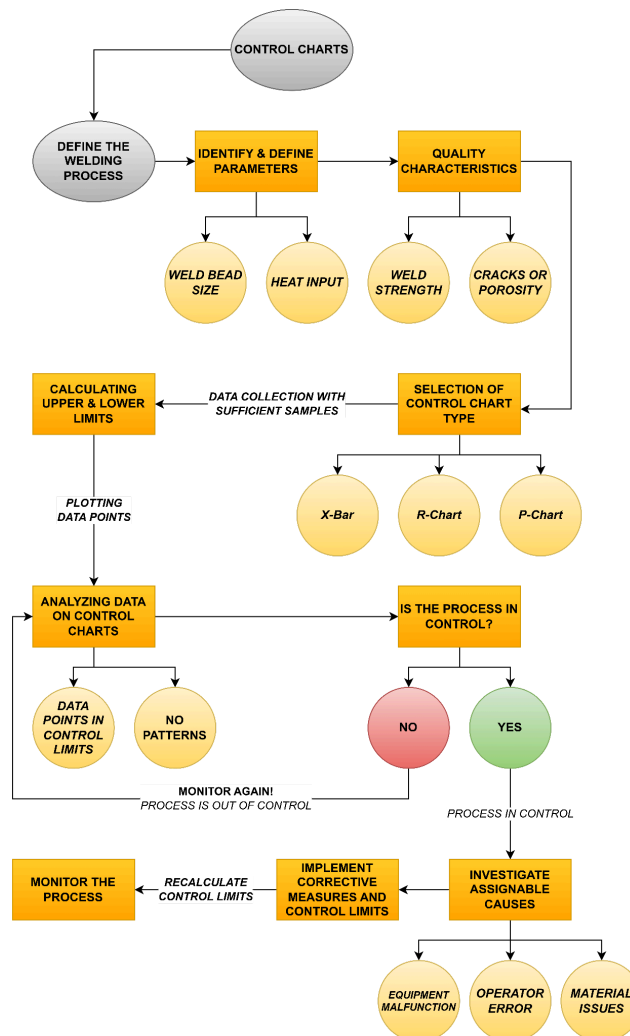 CONTROL CHARTS
DEFINE THE
WELDING
PROCESS
IDENTIFY & DEFINE
PARAMETERS
QUALITY
CHARACTERISTICS
WELD BEAD
SIZE
HEAT INPUT
WELD
STRENGTH
CRACKS OR
POROSITY
CALCULATING
UPPER & LOWER
LIMITS
DATA COLLECTION WITH
SUFFICIENT SAMPLES
SELECTION OF
CONTROL CHART
TYPE
X-Bar
R-Chart
P-Chart
PLOTTING
DATA POINTS
ANALYZING DATA
ON CONTROL
CHARTS
IS THE PROCESS IN
CONTROL?
DATA
POINTS IN
CONTROL
LIMITS
NO
PATTERNS
NO
YES
MONITOR AGAIN!
PROCESS IS OUT OF CONTROL
PROCESS IN CONTROL
MONITOR THE
PROCESS
RECALCULATE
CONTROL LIMITS
IMPLEMENT
CORRECTIVE
MEASURES AND
CONTROL LIMITS
INVESTIGATE
ASSIGNABLE
CAUSES
EQUIPMENT
MALFUNCTION
OPERATOR
ERROR
MATERIAL
ISSUES